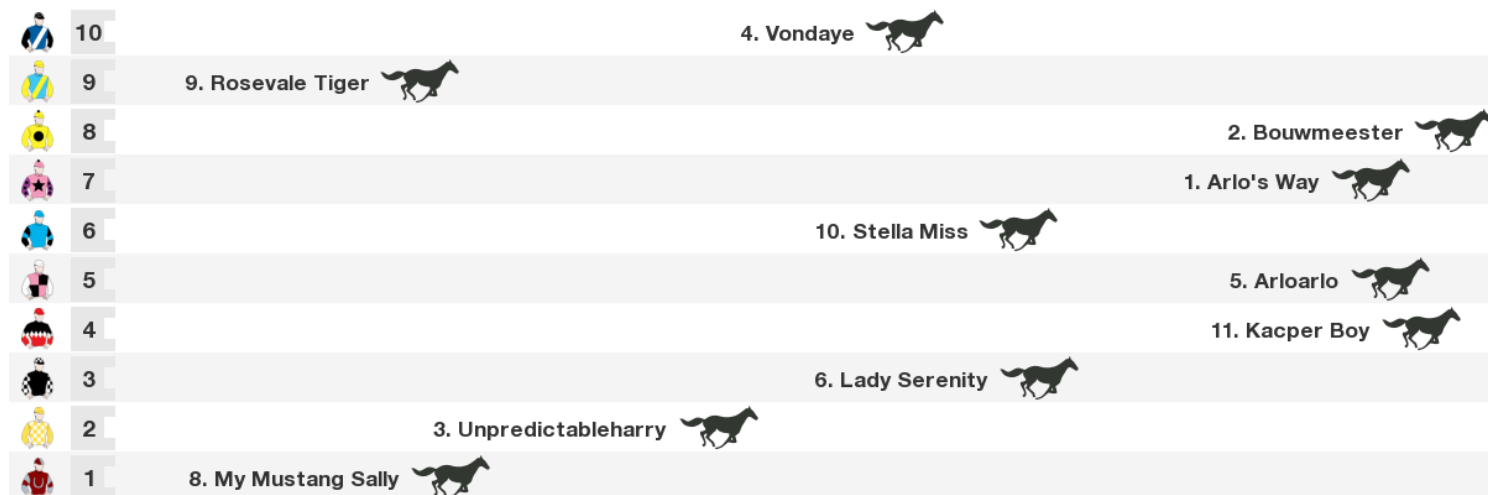 10 4. Vondaye
9 9. Rosevale Tiger
8 2. Bouwmeester
7 1. Arlo's Way
6 10. Stella Miss
5 5. Arloarlo
4 11. Kacper Boy
3 6. Lady Serenity
2 3. Unpredictableharry
1 8. My Mustang Sally